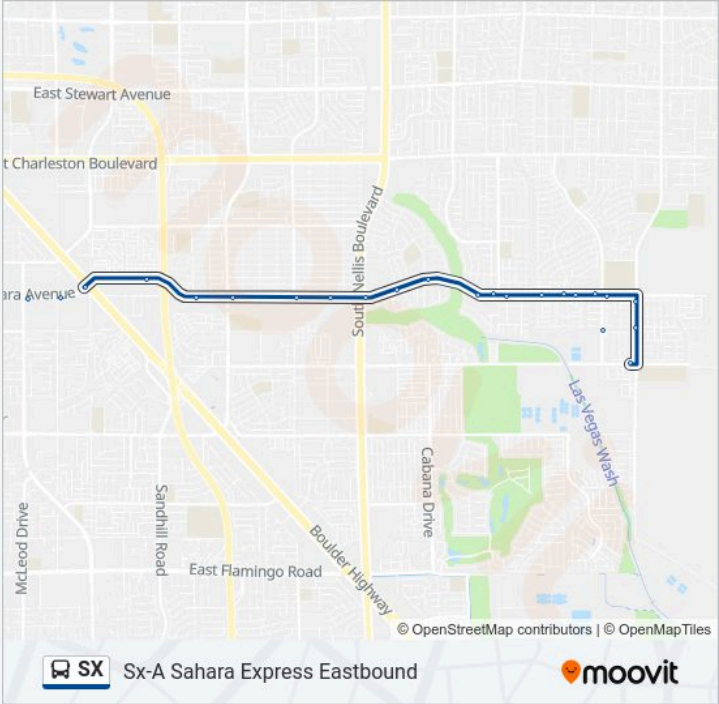 East Stewart Avenue
t Charleston Boulevard
South Nellis Boulevard
ara Avenue
Las Vegas Wash
Cabana Drive
McLeod Drive
Sandhill Road
Boulder Highway
East Flamingo Road
© OpenStreetMap contributors | © OpenMapTiles
SX Sx-A Sahara Express Eastbound
moovit